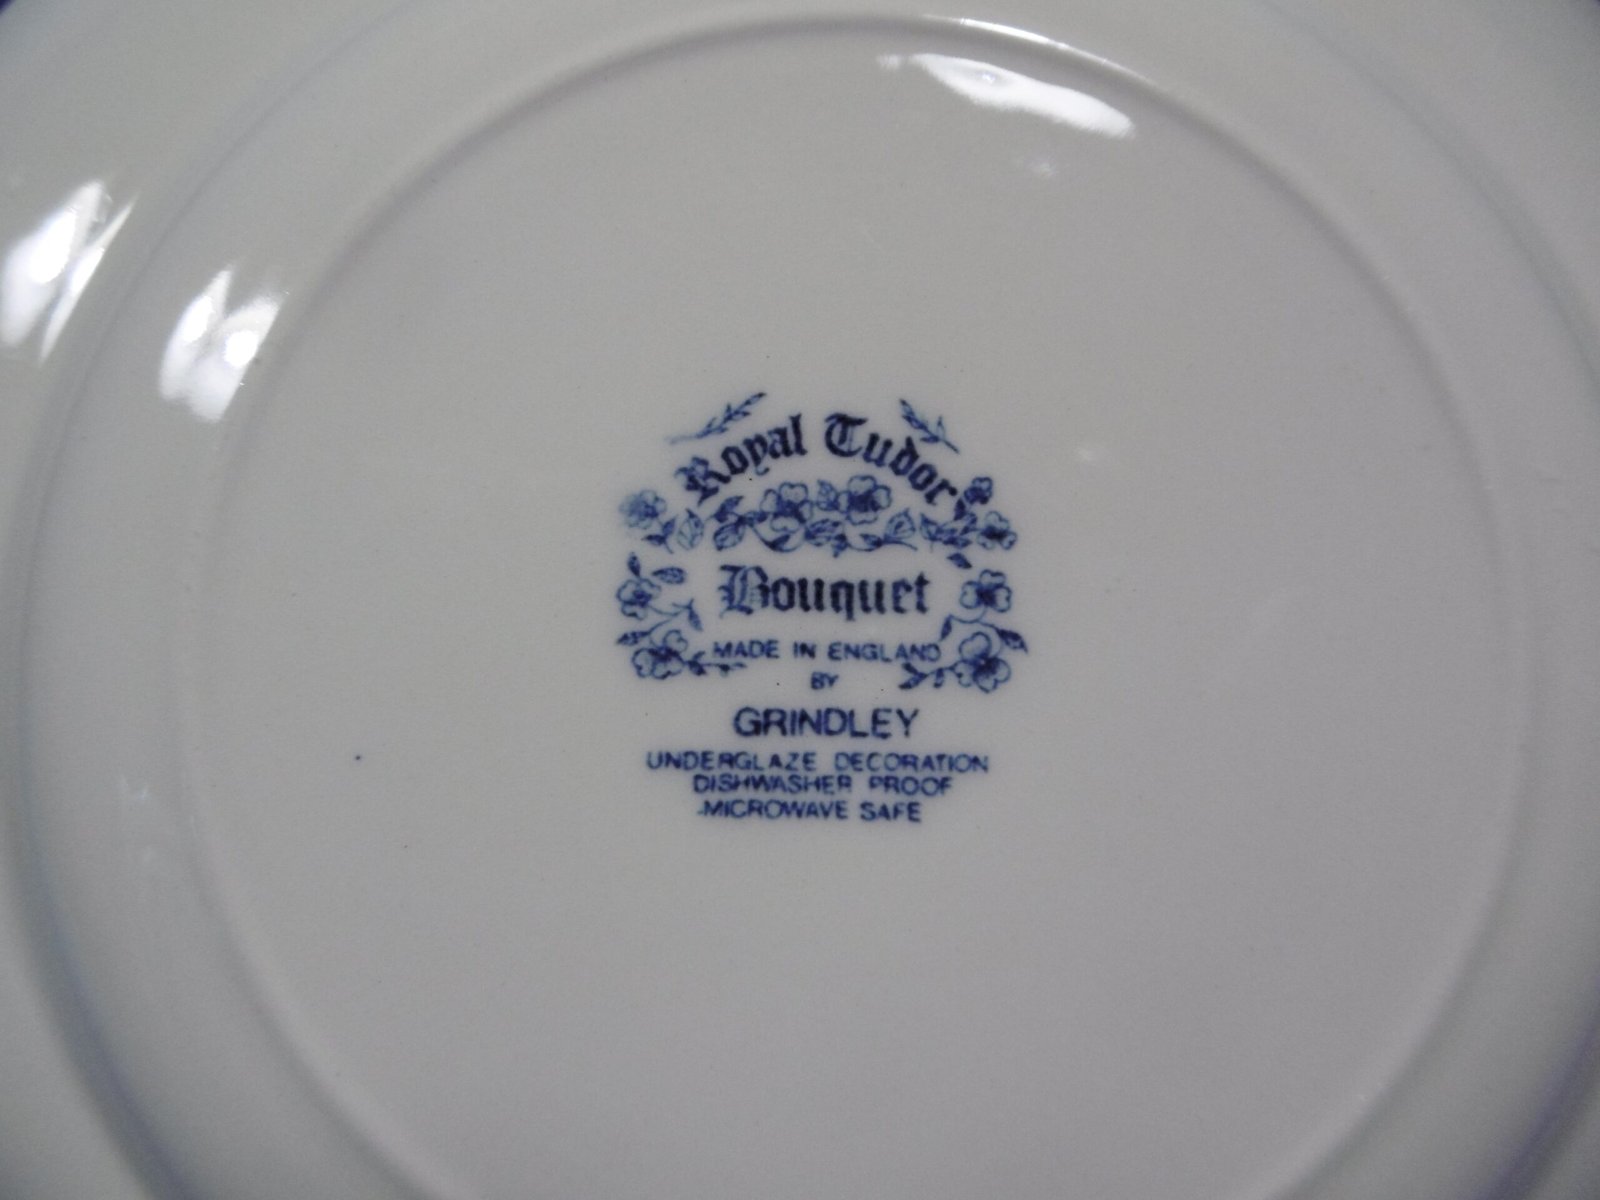 Royal Tudor
Bouquet
MADE IN ENGLAND
BY
GRINDLEY
UNDERGLAZE DECORATION
DISHWASHER PROOF
MICROWAVE SAFE